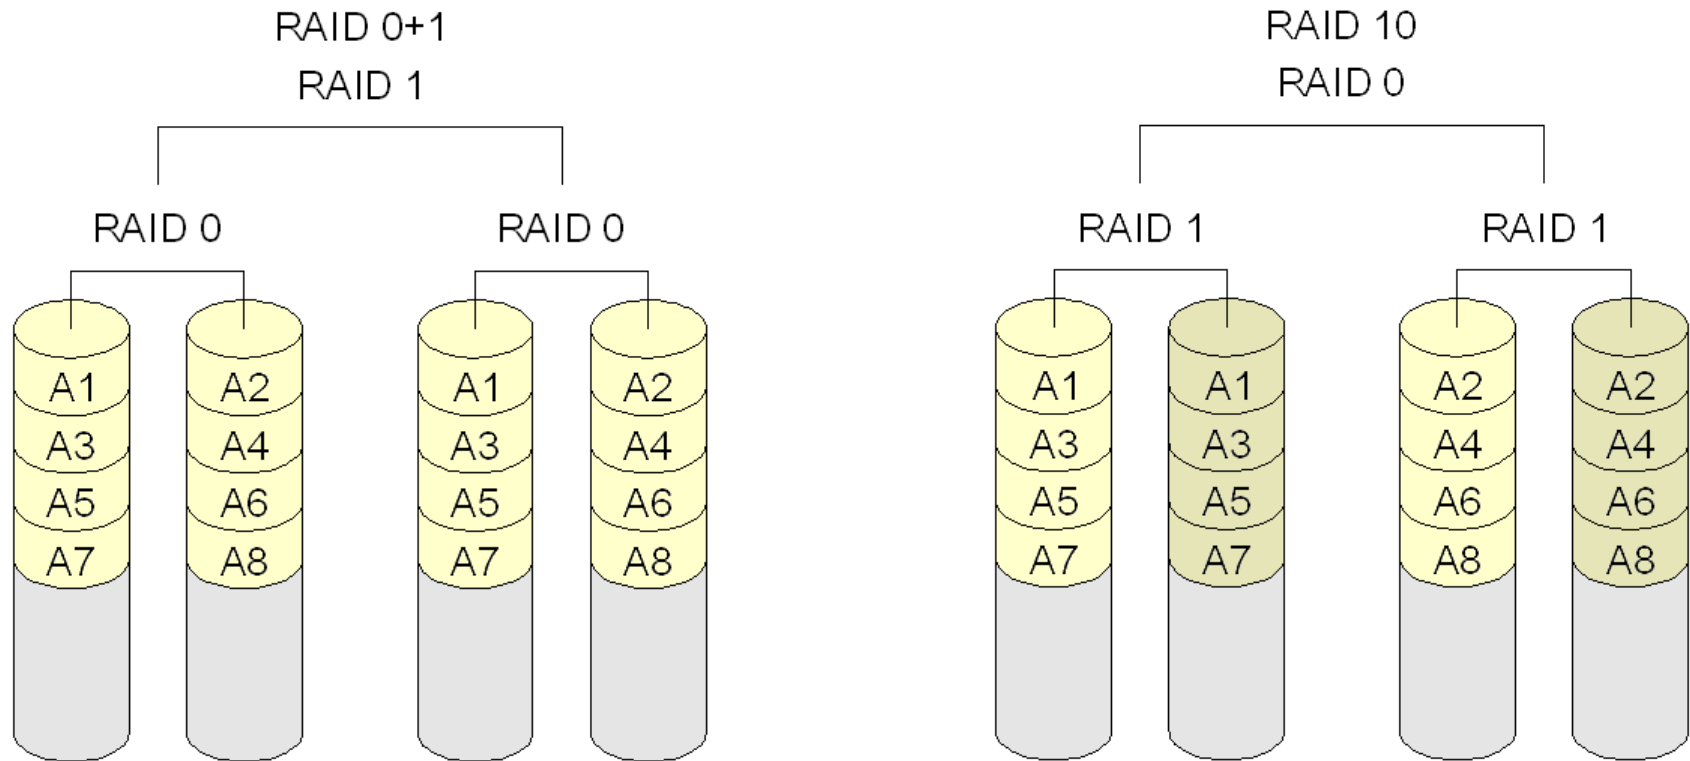 RAID 0+1
RAID 1
RAID 0 RAID 0
A1 A2 A1 A2
A3 A4 A3 A4
A5 A6 A5 A6
A7 A8 A7 A8
RAID 10
RAID 0
RAID 1 RAID 1
A1 A1 A2 A2
A3 A3 A4 A4
A5 A5 A6 A6
A7 A7 A8 A8